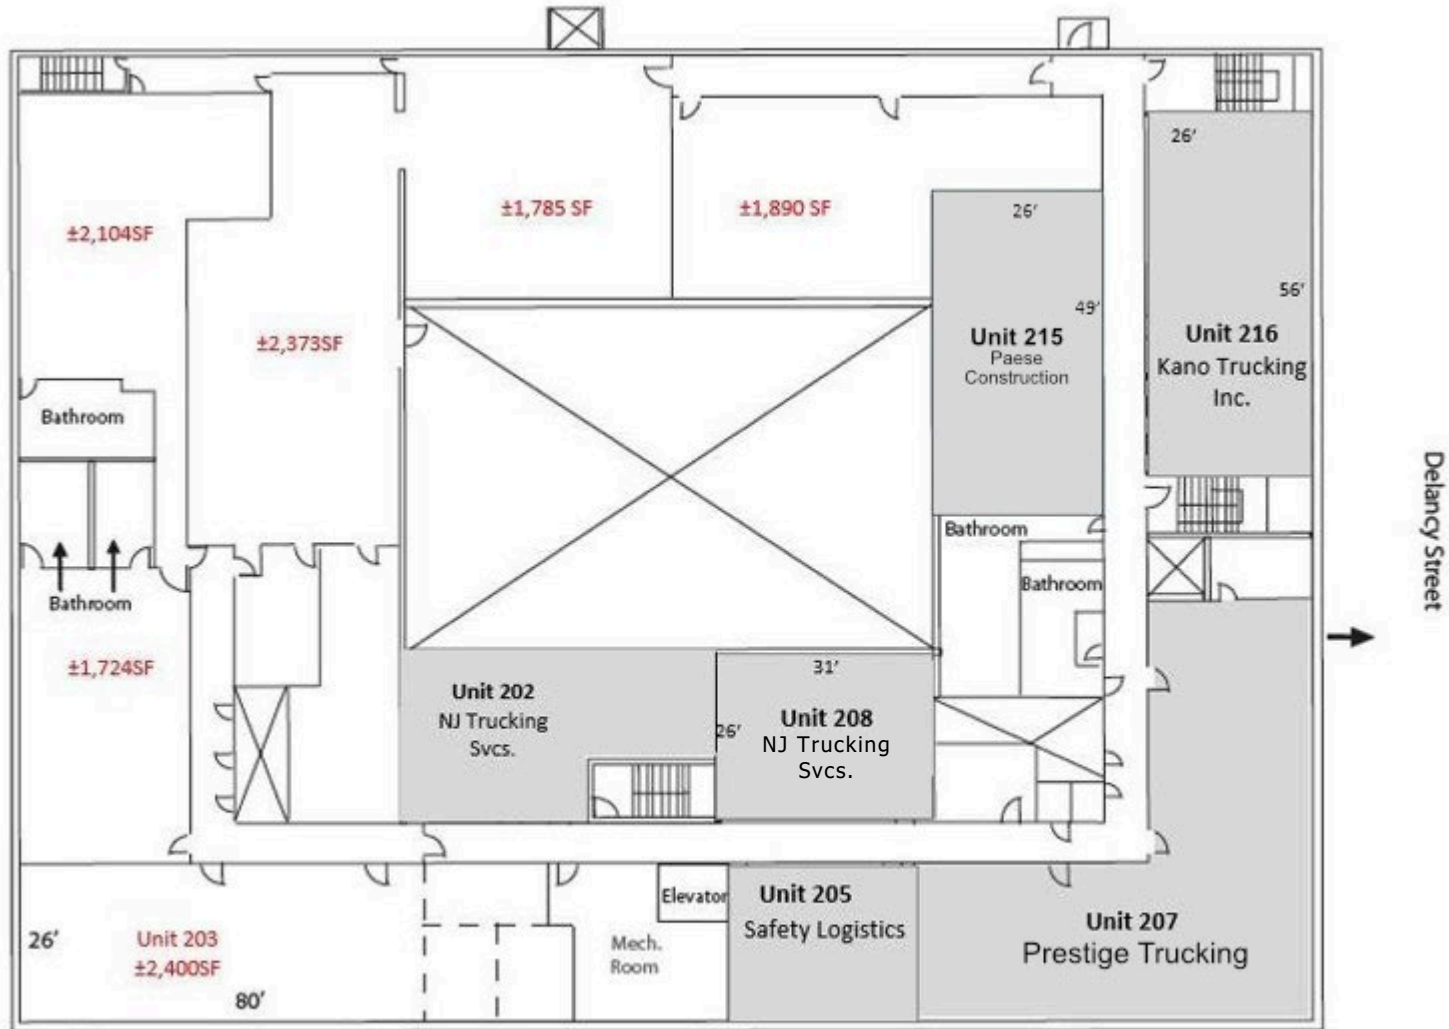 26'
±1,785 SF
±1,890 SF
26'
±2,104SF
56'
49'
±2,373SF
Unit 215
Paese
Construction
Unit 216
Kano Trucking
Inc.
Bathroom
Delancy Street
Bathroom
Bathroom
Bathroom
±1,724SF
31'
Unit 202
NJ Trucking
Svcs.
26'
Unit 208
NJ Trucking
Svcs.
Elevator
Unit 205
Safety Logistics
Unit 207
Prestige Trucking
26'
Unit 203
±2,400SF
80'
Mech.
Room